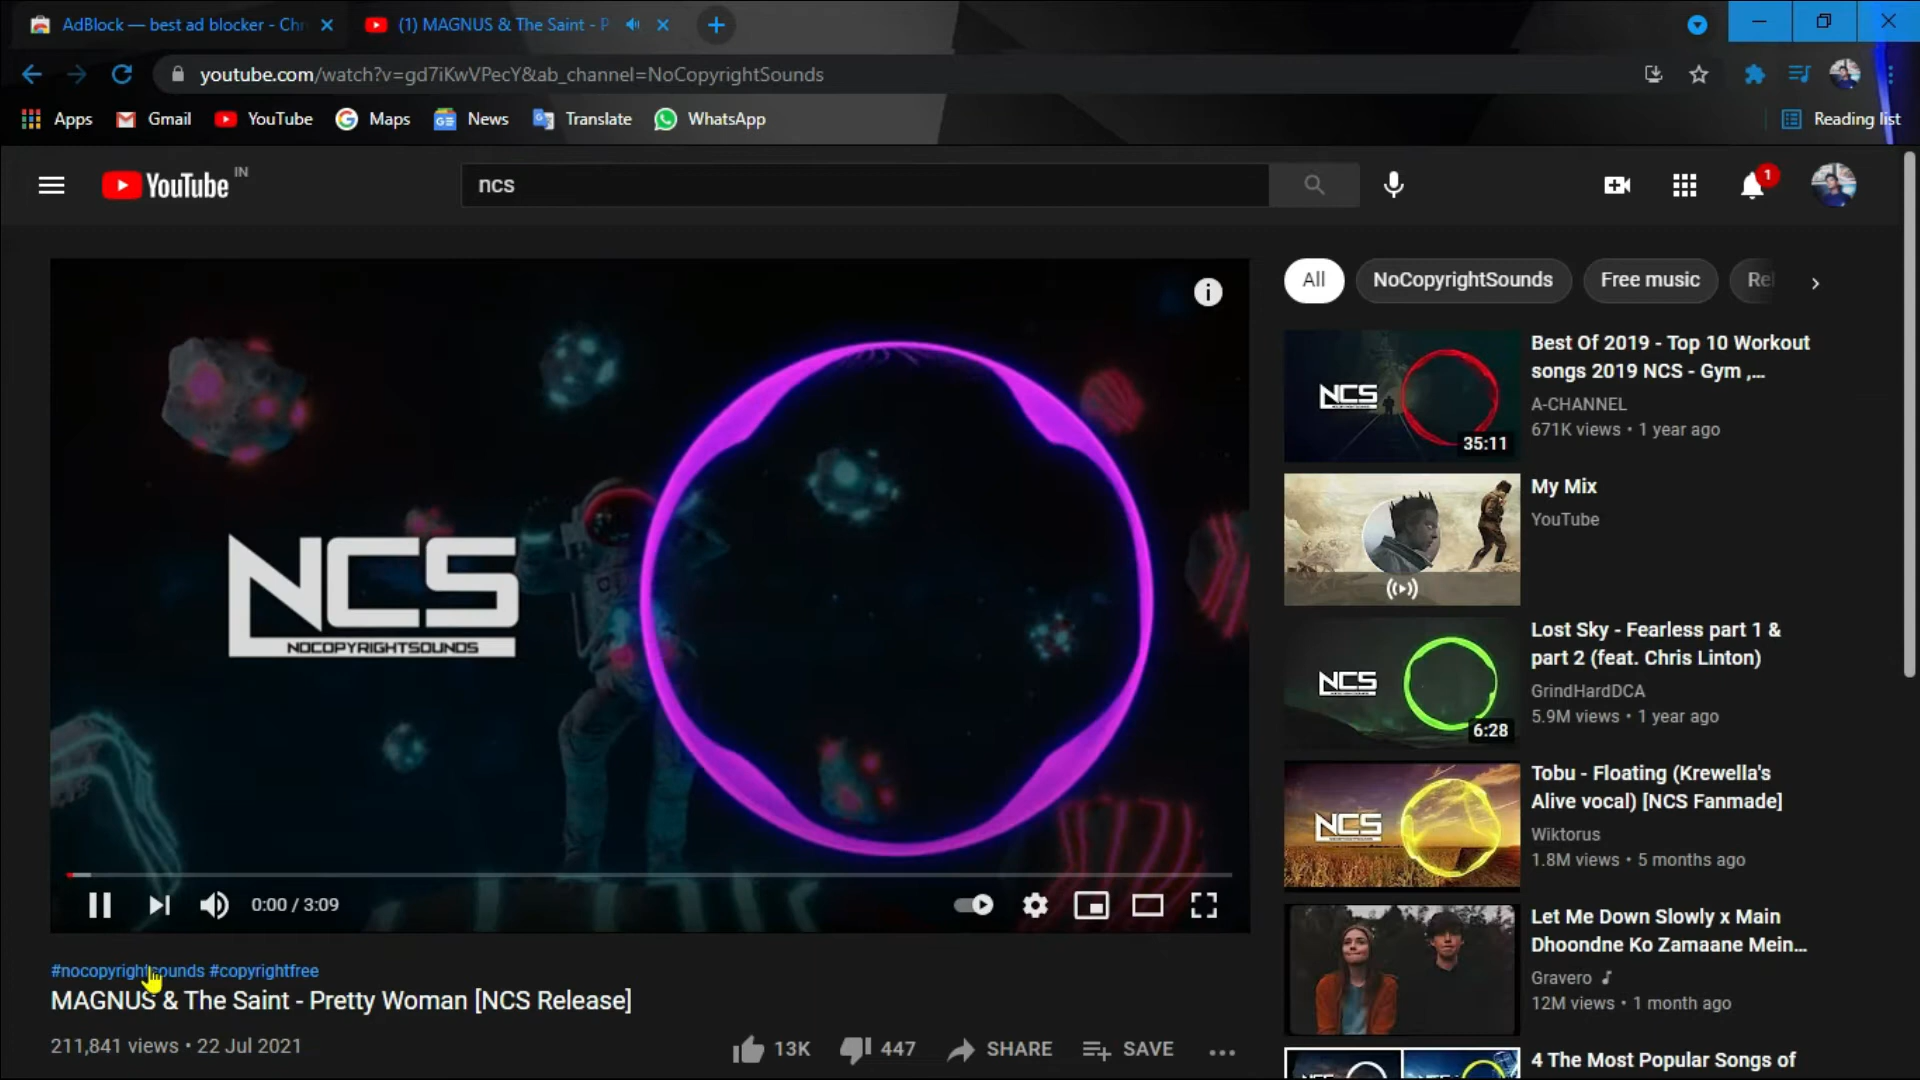 AdBlock — best ad blocker - Chr
(1) MAGNUS & The Saint - P
youtube.com/watch?v=gd7iKwVPecY&ab_channel=NoCopyrightSounds
Apps
Gmail
YouTube
Maps
News
Translate
WhatsApp
Reading list
YouTube IN
ncs
1
NCS
NOCOPYRIGHTSOUNDS
0:00 / 3:09
#nocopyrightsounds #copyrightfree
MAGNUS & The Saint - Pretty Woman [NCS Release]
211,841 views • 22 Jul 2021
13K
447
SHARE
SAVE
All
NoCopyrightSounds
Free music
Rel
NCS
35:11
Best Of 2019 - Top 10 Workout
songs 2019 NCS - Gym ,...
A-CHANNEL
671K views • 1 year ago
My Mix
YouTube
NCS
6:28
Lost Sky - Fearless part 1 &
part 2 (feat. Chris Linton)
GrindHardDCA
5.9M views • 1 year ago
NCS
Tobu - Floating (Krewella's
Alive vocal) [NCS Fanmade]
Wiktorus
1.8M views • 5 months ago
Let Me Down Slowly x Main
Dhoondne Ko Zamaane Mein...
Gravero
12M views • 1 month ago
4 The Most Popular Songs of